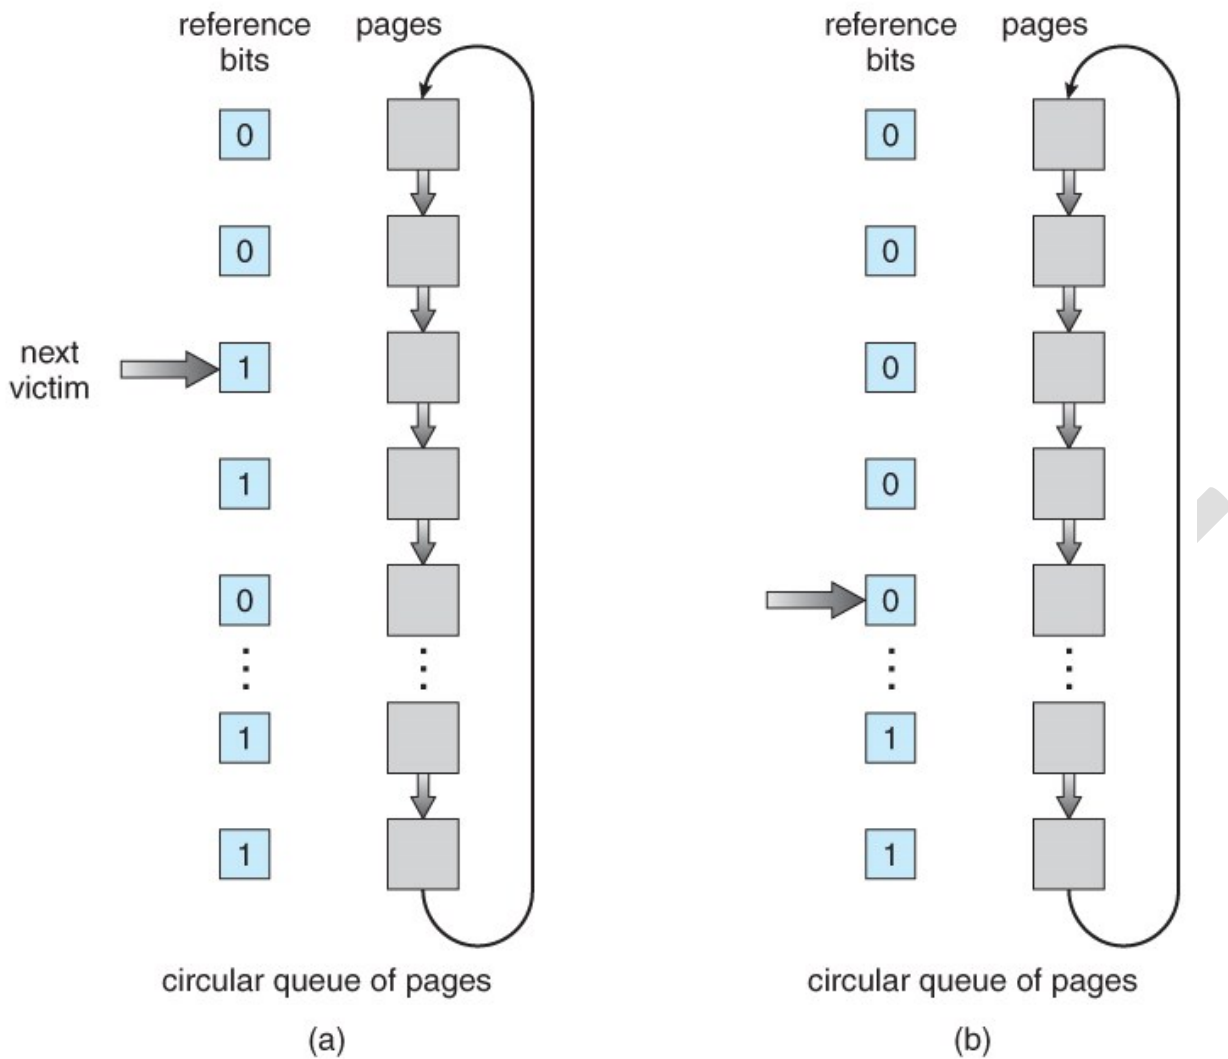 reference pages
bits
0
0
next
victim
1
1
0
1
1
circular queue of pages
(a)
reference pages
bits
0
0
0
0
0
1
1
circular queue of pages
(b)